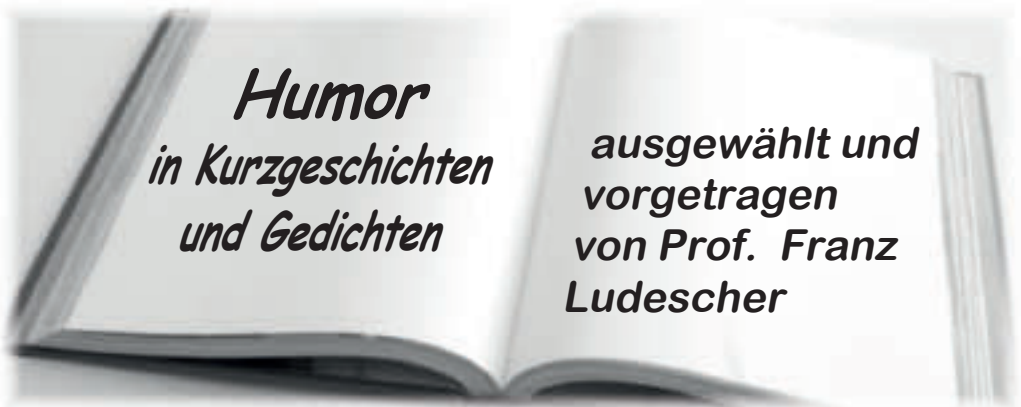 Humor
in Kurzgeschichten
und Gedichten
ausgewählt und
vorgetragen
von Prof. Franz
Ludescher